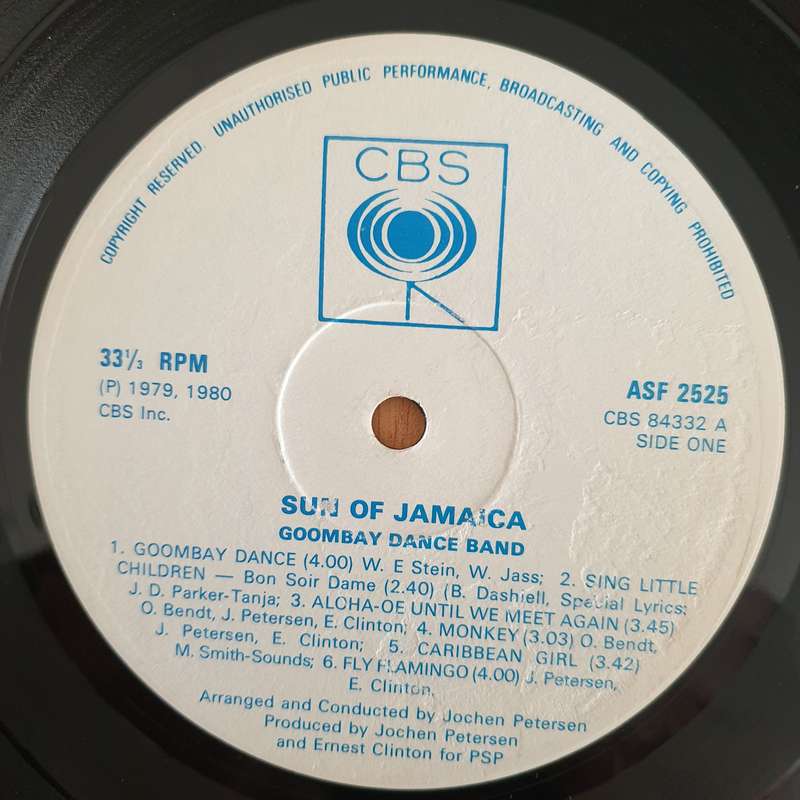 COPYRIGHT RESERVED. UNAUTHORISED PUBLIC PERFORMANCE, BROADCASTING AND COPYING PROHIBITED
CBS
33⅓ RPM
(P) 1979, 1980
CBS Inc.
ASF 2525
CBS 84332 A
SIDE ONE
SUN OF JAMAICA
GOOMBAY DANCE BAND
1. GOOMBAY DANCE (4.00) W. E Stein, W. Jass; 2. SING LITTLE
CHILDREN — Bon Soir Dame (2.40) (B. Dashiell, Special Lyrics:
J. D. Parker-Tanja; 3. ALOHA-OE UNTIL WE MEET AGAIN (3.45)
O. Bendt, J. Petersen, E. Clinton; 4. MONKEY (3.03) O. Bendt,
J. Petersen, E. Clinton; 5. CARIBBEAN GIRL (3.42)
M. Smith-Sounds; 6. FLY FLAMINGO (4.00) J. Petersen,
E. Clinton.
Arranged and Conducted by Jochen Petersen
Produced by Jochen Petersen
and Ernest Clinton for PSP